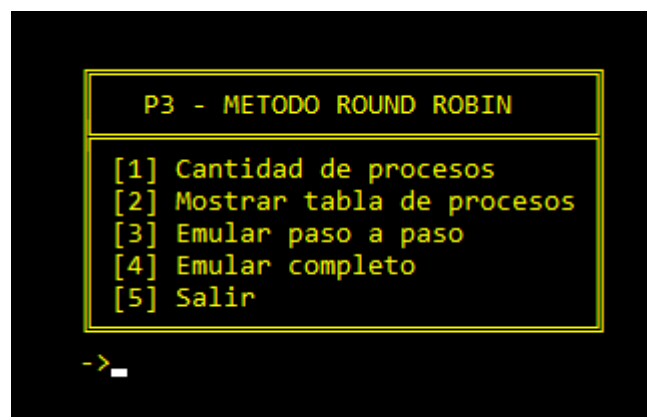 P3 - METODO ROUND ROBIN
[1] Cantidad de procesos
[2] Mostrar tabla de procesos
[3] Emular paso a paso
[4] Emular completo
[5] Salir
->_